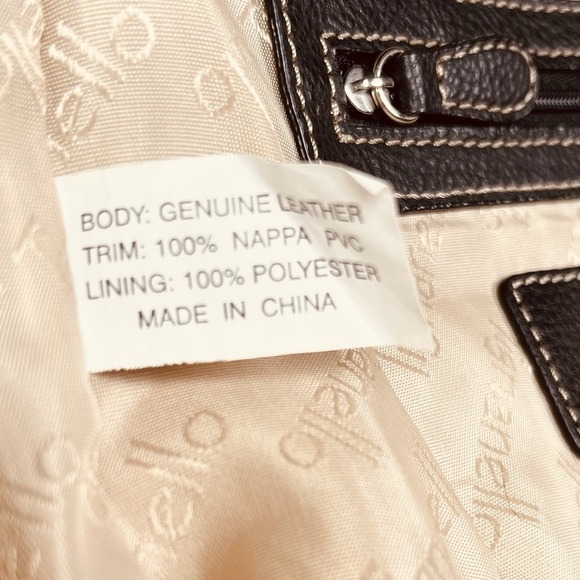 BODY: GENUINE LEATHER
TRIM: 100% NAPPA PVC
LINING: 100% POLYESTER
MADE IN CHINA